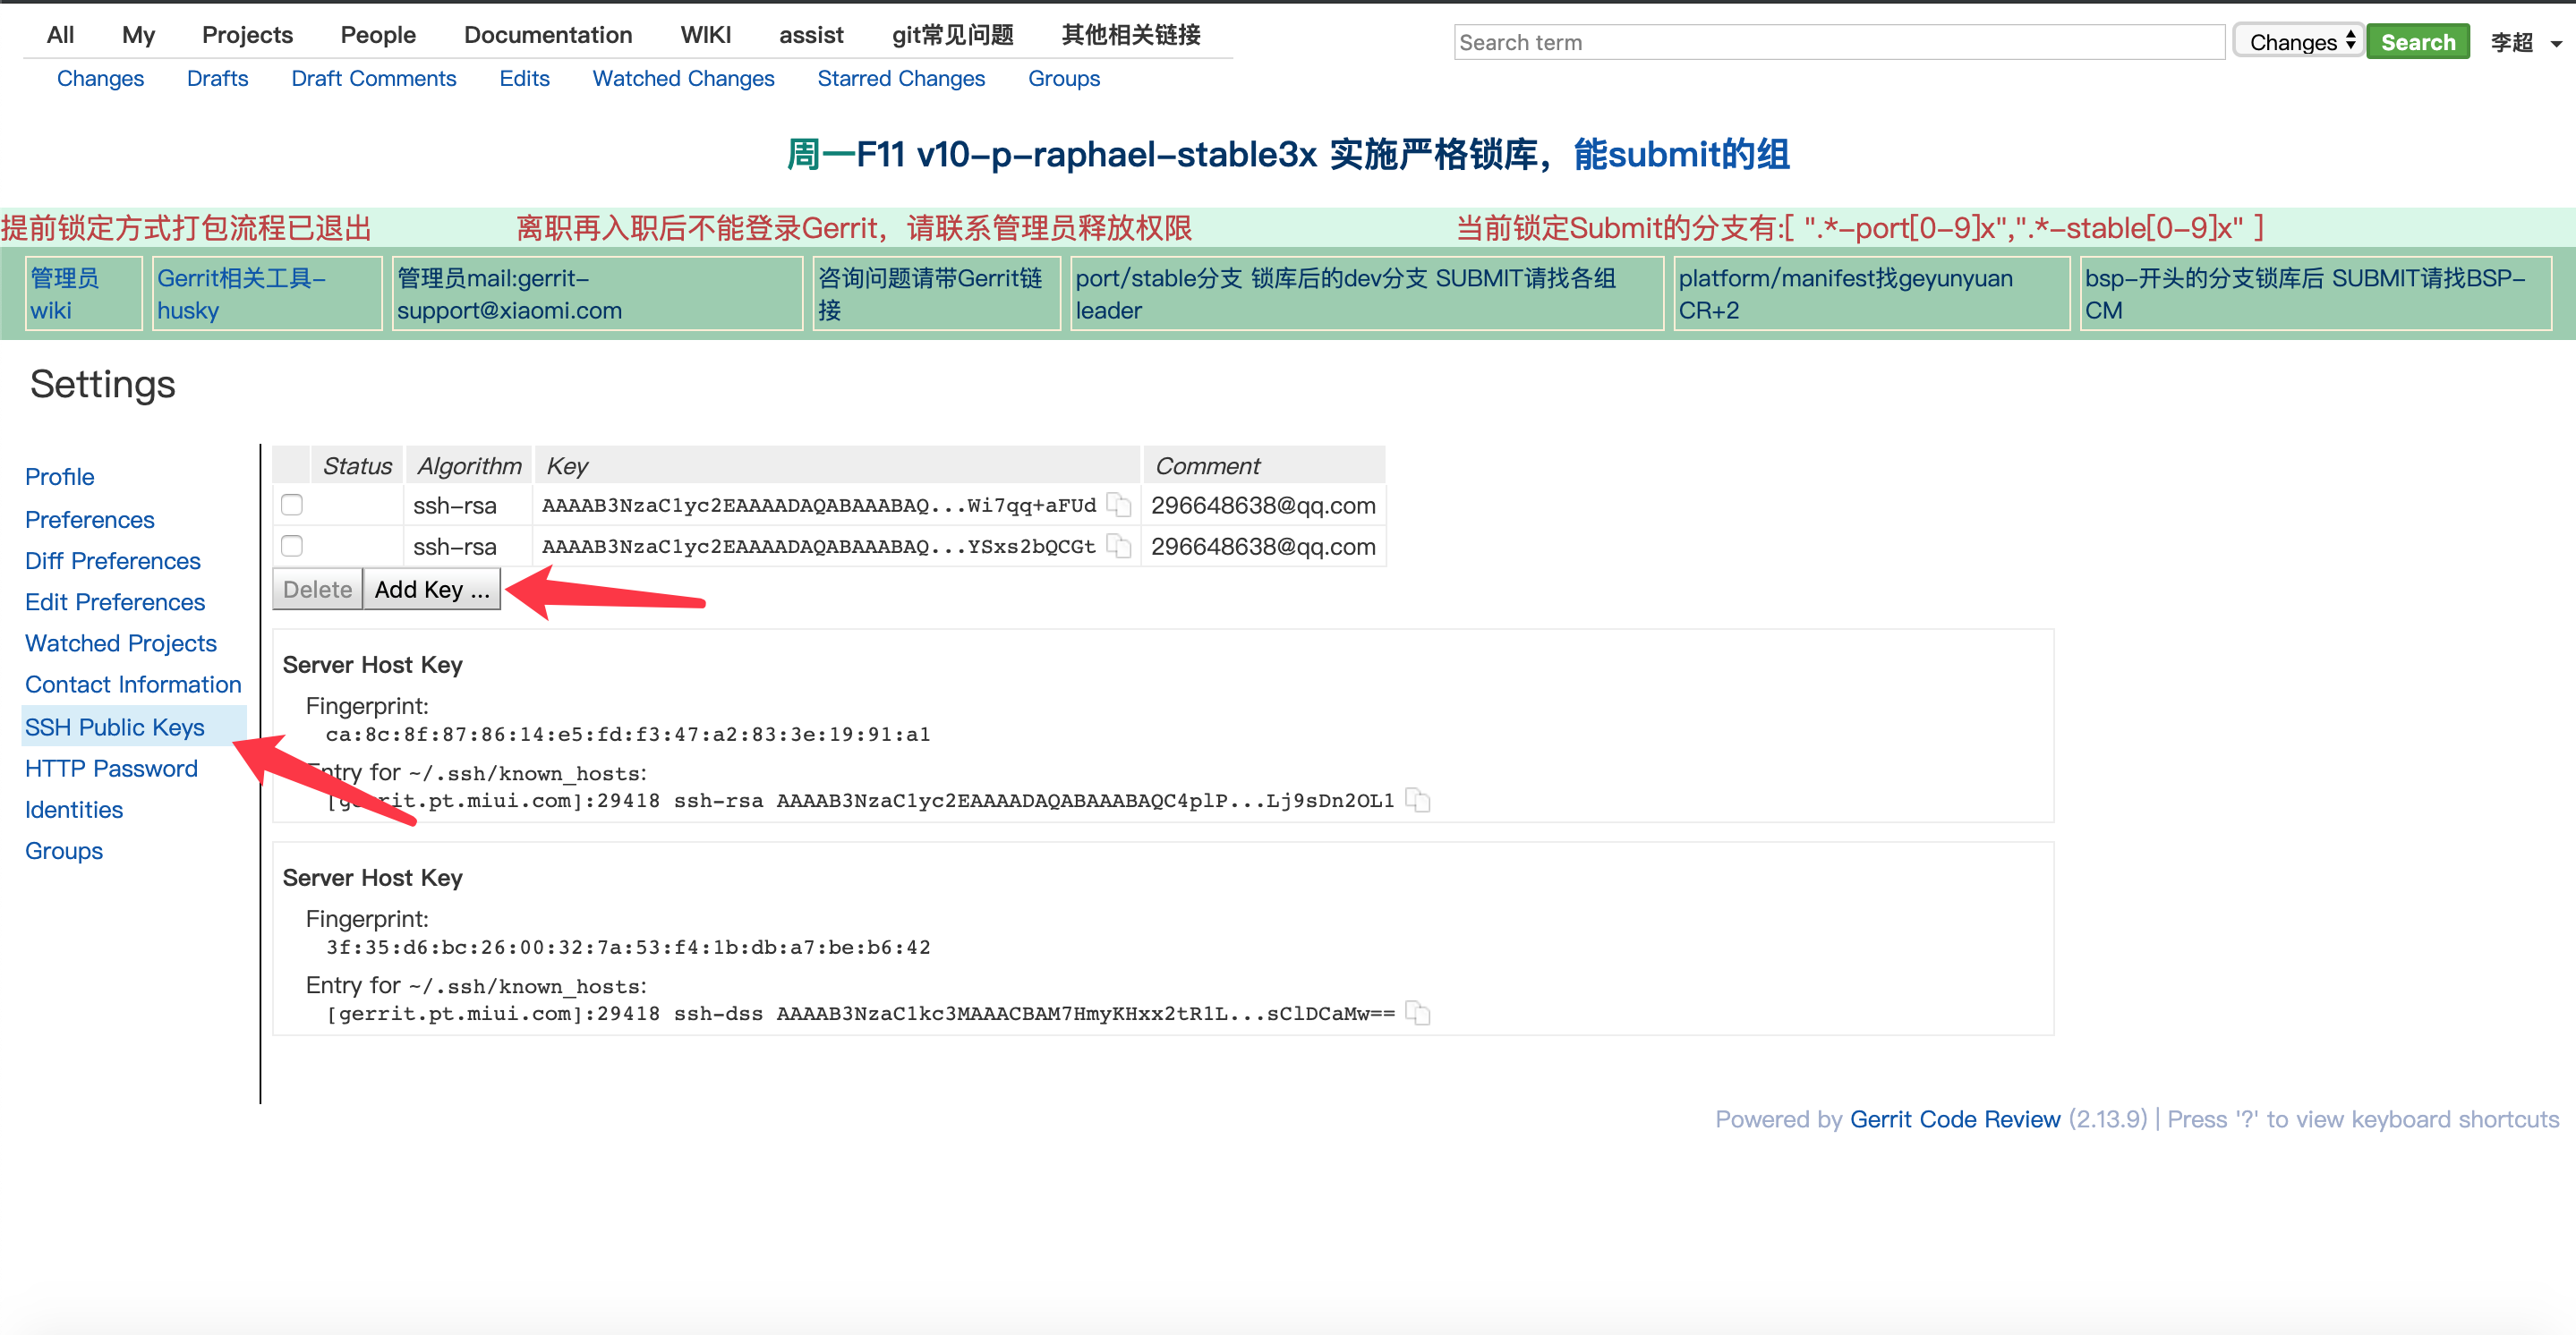 All My Projects People Documentation WIKI assist git常见问题 其他相关链接
Search term Changes Search 李超
Changes Drafts Draft Comments Edits Watched Changes Starred Changes Groups
周一F11 v10-p-raphael-stable3x 实施严格锁库，能submit的组
提前锁定方式打包流程已退出 离职再入职后不能登录Gerrit，请联系管理员释放权限 当前锁定Submit的分支有:[ ".*-port[0-9]x",".*-stable[0-9]x" ]
管理员
wiki
Gerrit相关工具-
husky
管理员mail:gerrit-
support@xiaomi.com
咨询问题请带Gerrit链
接
port/stable分支 锁库后的dev分支 SUBMIT请找各组
leader
platform/manifest找geyunyuan
CR+2
bsp-开头的分支锁库后 SUBMIT请找BSP-
CM
Settings
Profile
Preferences
Diff Preferences
Edit Preferences
Watched Projects
Contact Information
SSH Public Keys
HTTP Password
Identities
Groups
Status Algorithm Key Comment
ssh-rsa AAAAB3NzaC1yc2EAAAADAQABAAABAQ...Wi7qq+aFUd 296648638@qq.com
ssh-rsa AAAAB3NzaC1yc2EAAAADAQABAAABAQ...YSxs2bQCGt 296648638@qq.com
Delete Add Key ...
Server Host Key
Fingerprint:
ca:8c:8f:87:86:14:e5:fd:f3:47:a2:83:3e:19:91:a1
Entry for ~/.ssh/known_hosts:
[gerrit.pt.miui.com]:29418 ssh-rsa AAAAB3NzaC1yc2EAAAADAQABAAABAQC4plP...Lj9sDn2OL1
Server Host Key
Fingerprint:
3f:35:d6:bc:26:00:32:7a:53:f4:1b:db:a7:be:b6:42
Entry for ~/.ssh/known_hosts:
[gerrit.pt.miui.com]:29418 ssh-dss AAAAB3NzaC1kc3MAAACBAM7HmyKHxx2tR1L...sClDCaMw==
Powered by Gerrit Code Review (2.13.9) | Press '?' to view keyboard shortcuts